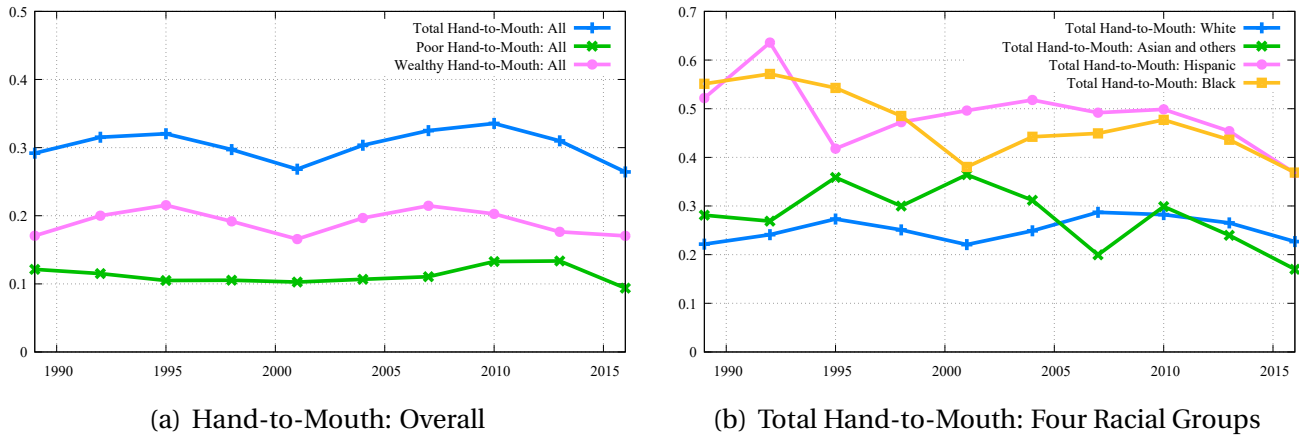 0.5
0.4
0.3
0.2
0.1
0
1990
1995
2000
2005
2010
2015
Total Hand-to-Mouth: All
Poor Hand-to-Mouth: All
Wealthy Hand-to-Mouth: All
(a) Hand-to-Mouth: Overall
0.7
0.6
0.5
0.4
0.3
0.2
0.1
0
1990
1995
2000
2005
2010
2015
Total Hand-to-Mouth: White
Total Hand-to-Mouth: Asian and others
Total Hand-to-Mouth: Hispanic
Total Hand-to-Mouth: Black
(b) Total Hand-to-Mouth: Four Racial Groups